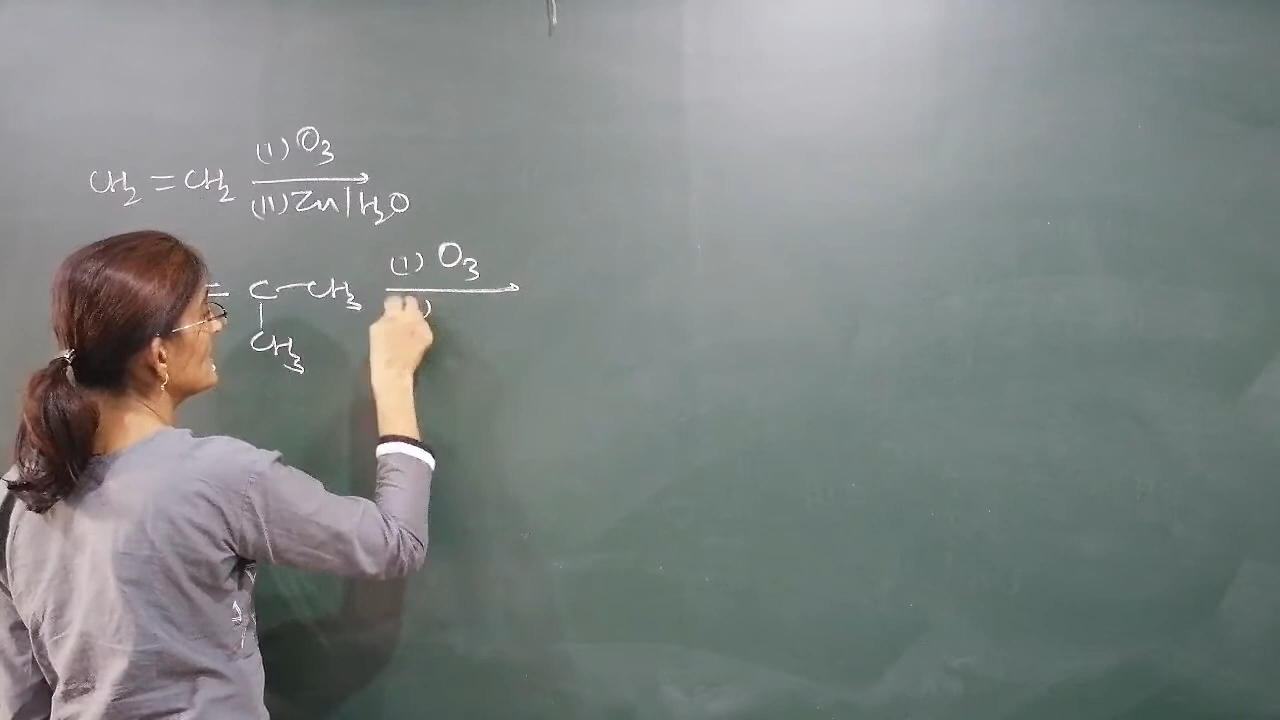 (I) O3
CH2 = CH2 →
(II) Zn | H2O
(I) O3
= C — CH3 →
)
CH3